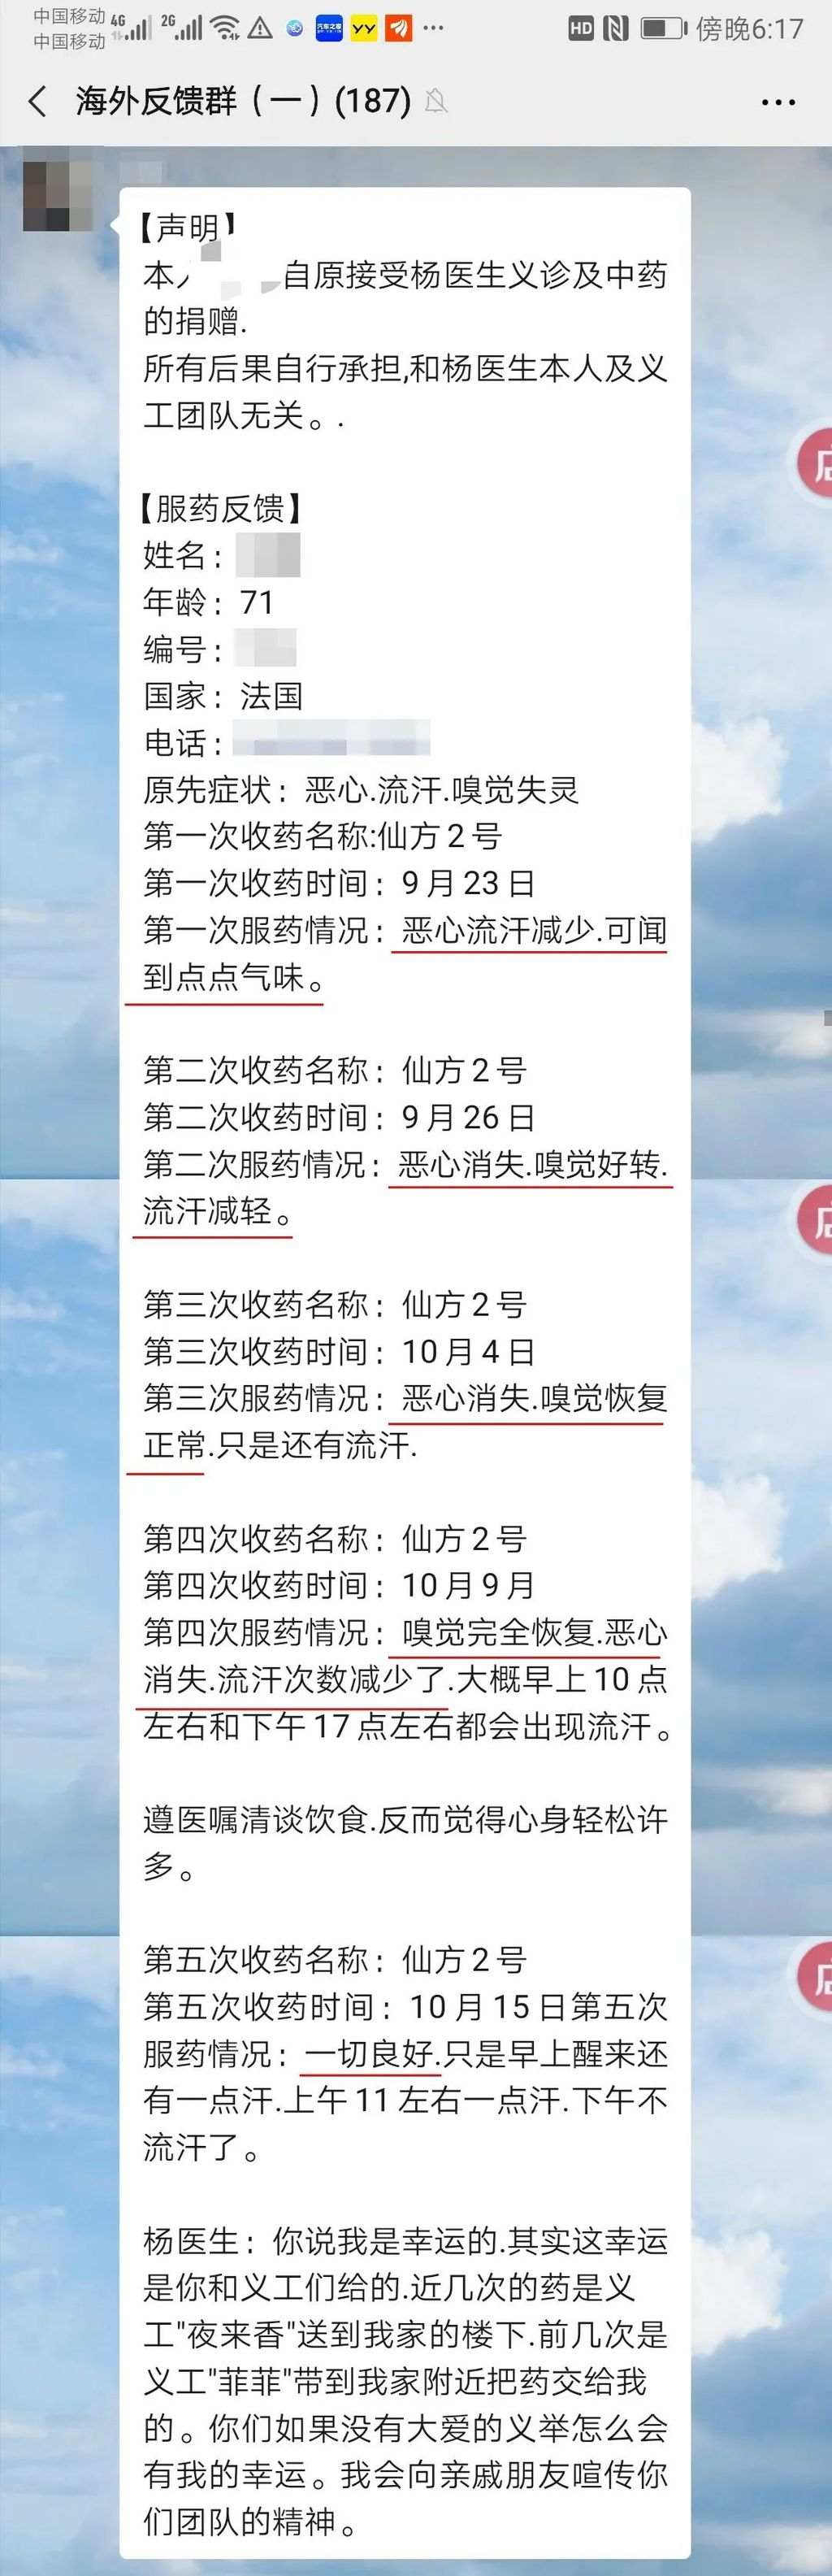 中国移动 4G 2G
中国移动
HD 傍晚6:17
海外反馈群（一）(187)
【声明】
本人 自原接受杨医生义诊及中药
的捐赠.
所有后果自行承担,和杨医生本人及义
工团队无关。.
【服药反馈】
姓名：
年龄：71
编号：
国家：法国
电话：
原先症状：恶心.流汗.嗅觉失灵
第一次收药名称:仙方2号
第一次收药时间：9月23日
第一次服药情况：恶心流汗减少.可闻
到点点气味。
第二次收药名称：仙方2号
第二次收药时间：9月26日
第二次服药情况：恶心消失.嗅觉好转.
流汗减轻。
第三次收药名称：仙方2号
第三次收药时间：10月4日
第三次服药情况：恶心消失.嗅觉恢复
正常.只是还有流汗.
第四次收药名称：仙方2号
第四次收药时间：10月9月
第四次服药情况：嗅觉完全恢复.恶心
消失.流汗次数减少了.大概早上10点
左右和下午17点左右都会出现流汗。
遵医嘱清谈饮食.反而觉得心身轻松许
多。
第五次收药名称：仙方2号
第五次收药时间：10月15日第五次
服药情况：一切良好.只是早上醒来还
有一点汗.上午11左右一点汗.下午不
流汗了。
杨医生：你说我是幸运的.其实这幸运
是你和义工们给的.近几次的药是义
工"夜来香"送到我家的楼下.前几次是
义工"菲菲"带到我家附近把药交给我
的。你们如果没有大爱的义举怎么会
有我的幸运。我会向亲戚朋友喧传你
们团队的精神。